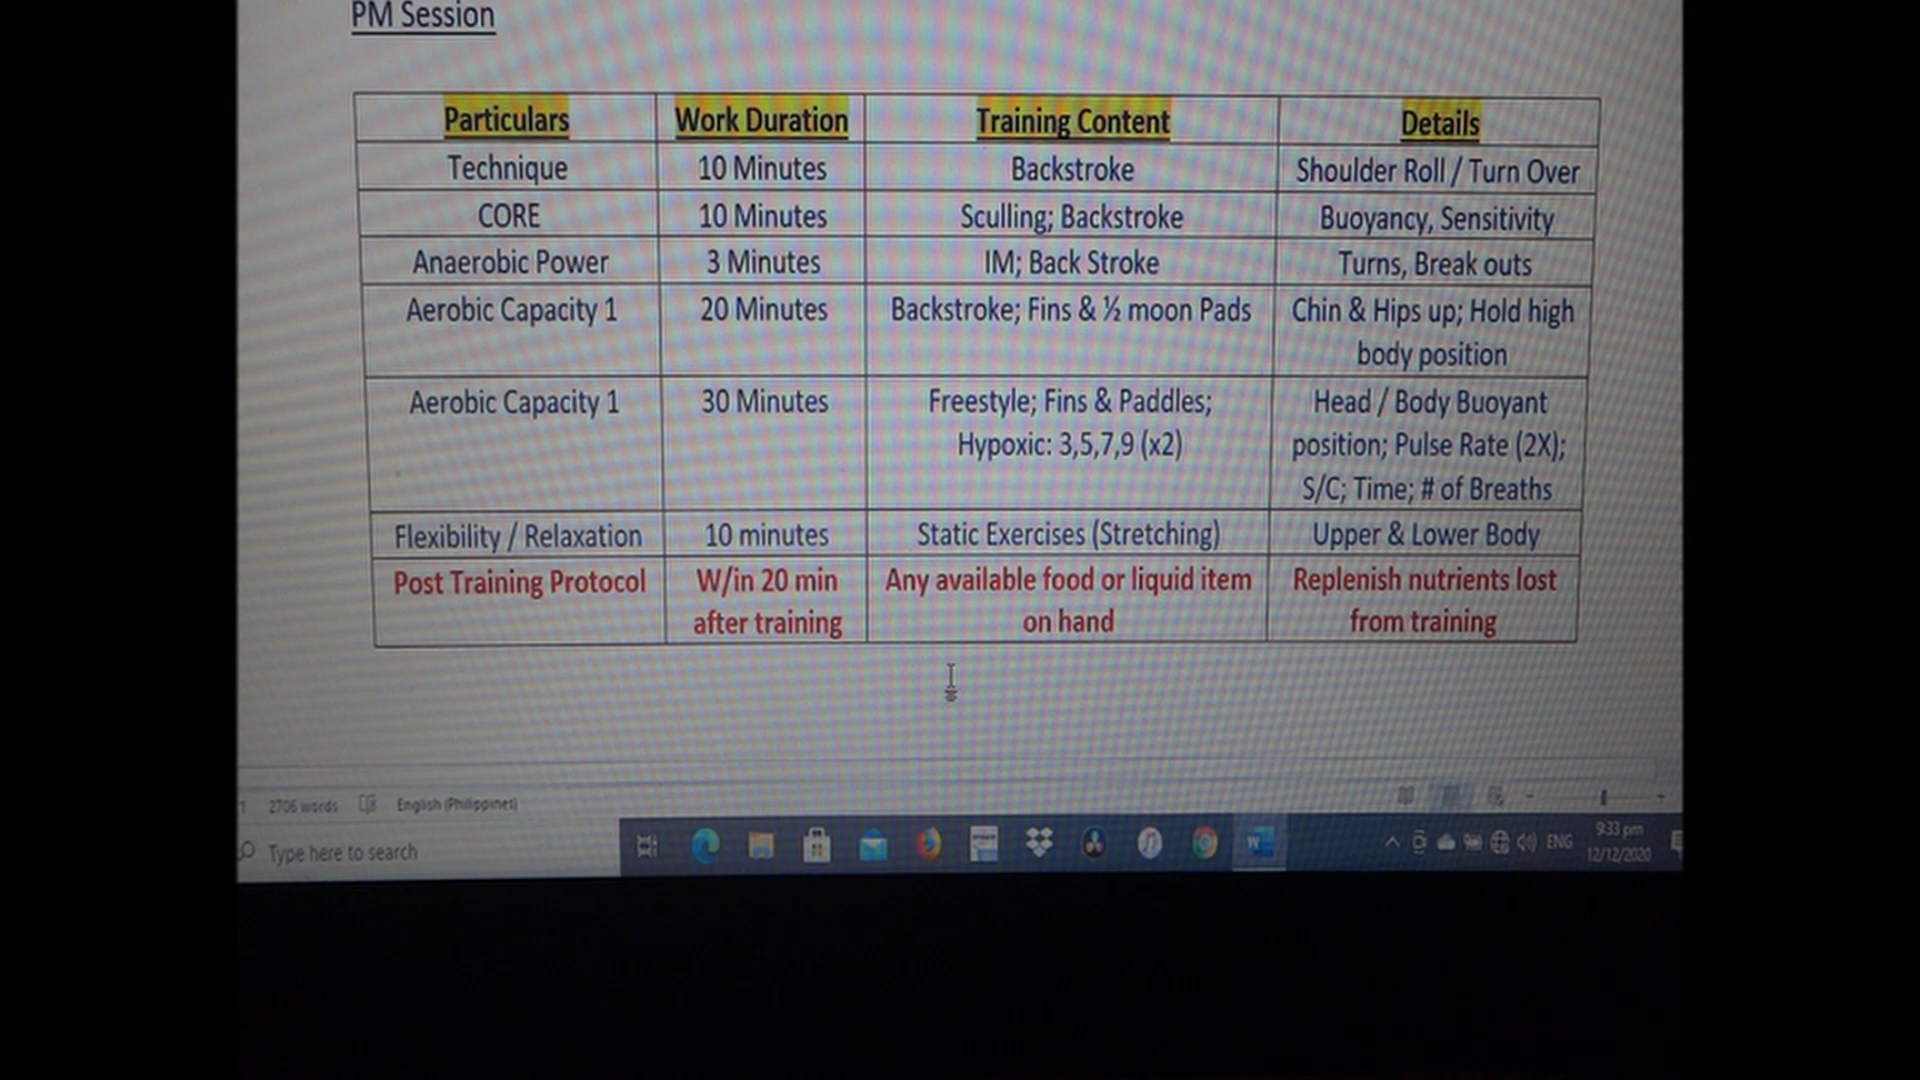 PM Session
Particulars Work Duration Training Content Details
Technique 10 Minutes Backstroke Shoulder Roll / Turn Over
CORE 10 Minutes Sculling; Backstroke Buoyancy, Sensitivity
Anaerobic Power 3 Minutes IM; Back Stroke Turns, Break outs
Aerobic Capacity 1 20 Minutes Backstroke; Fins & ½ moon Pads Chin & Hips up; Hold high
body position
Aerobic Capacity 1 30 Minutes Freestyle; Fins & Paddles; Head / Body Buoyant
Hypoxic: 3,5,7,9 (x2) position; Pulse Rate (2X);
S/C; Time; # of Breaths
Flexibility / Relaxation 10 minutes Static Exercises (Stretching) Upper & Lower Body
Post Training Protocol W/in 20 min Any available food or liquid item Replenish nutrients lost
after training on hand from training
2706 words English (Philippines)
Type here to search
ENG 9:33 pm
12/12/2020